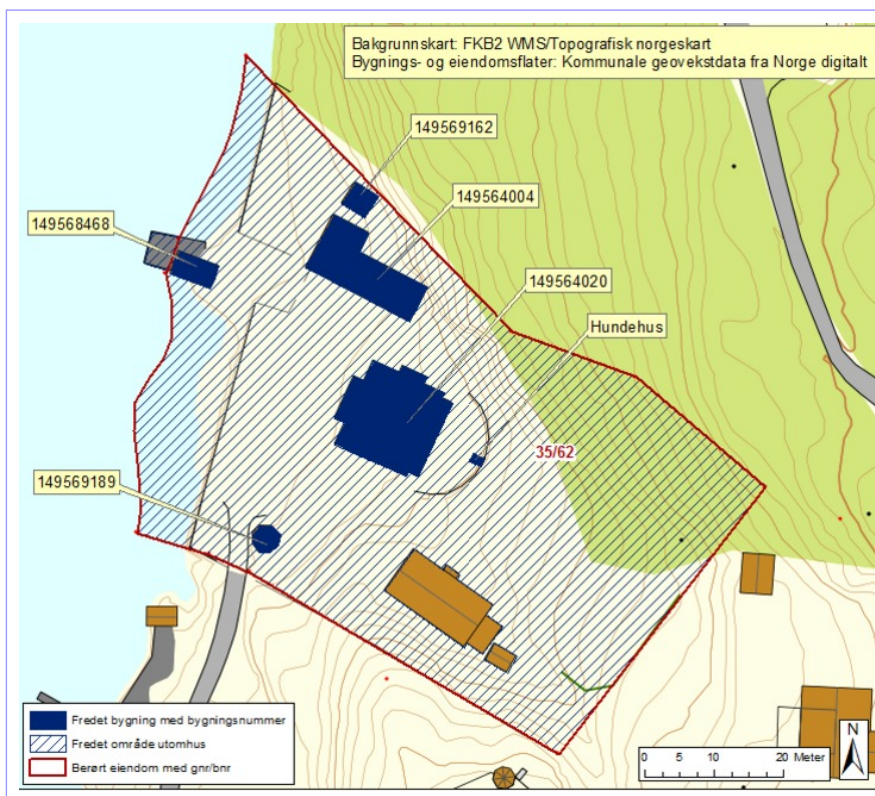 Bakgrunnskart: FKB2 WMS/Topografisk norgeskart
Bygnings- og eiendomsflater: Kommunale geovekstdata fra Norge digitalt
149569162
149564004
149568468
149564020
Hundehus
35/62
149569189
Fredet bygning med bygningsnummer
Fredet område utomhus
Berørt eiendom med gnr/bnr
0 5 10 20 Meter
N